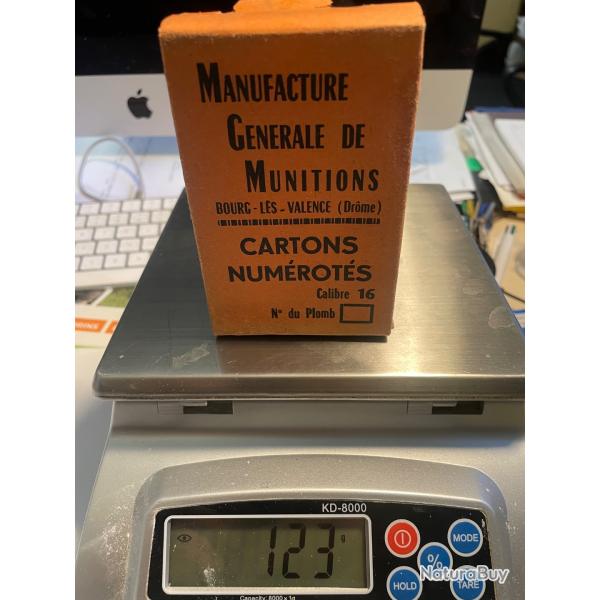 MANUFACTURE
GENERALE DE
MUNITIONS
BOURG-LÈS-VALENCE (Drôme)
CARTONS
NUMÉROTÉS
Calibre 16
N° du Plomb
KD-8000
123 g
MODE
%
HOLD
TARE
Capacity: 8000 x 1g
NaturaBuy